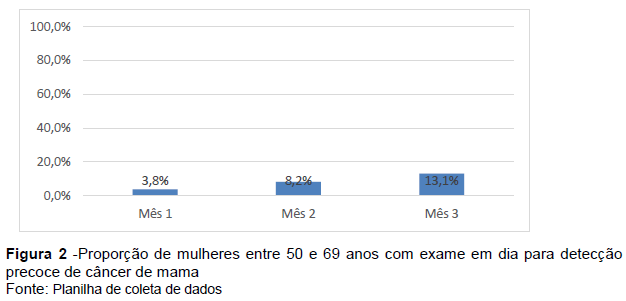 100,0%
80,0%
60,0%
40,0%
20,0%
0,0%
3,8%
8,2%
13,1%
Mês 1
Mês 2
Mês 3
Figura 2 -Proporção de mulheres entre 50 e 69 anos com exame em dia para detecção
precoce de câncer de mama
Fonte: Planilha de coleta de dados